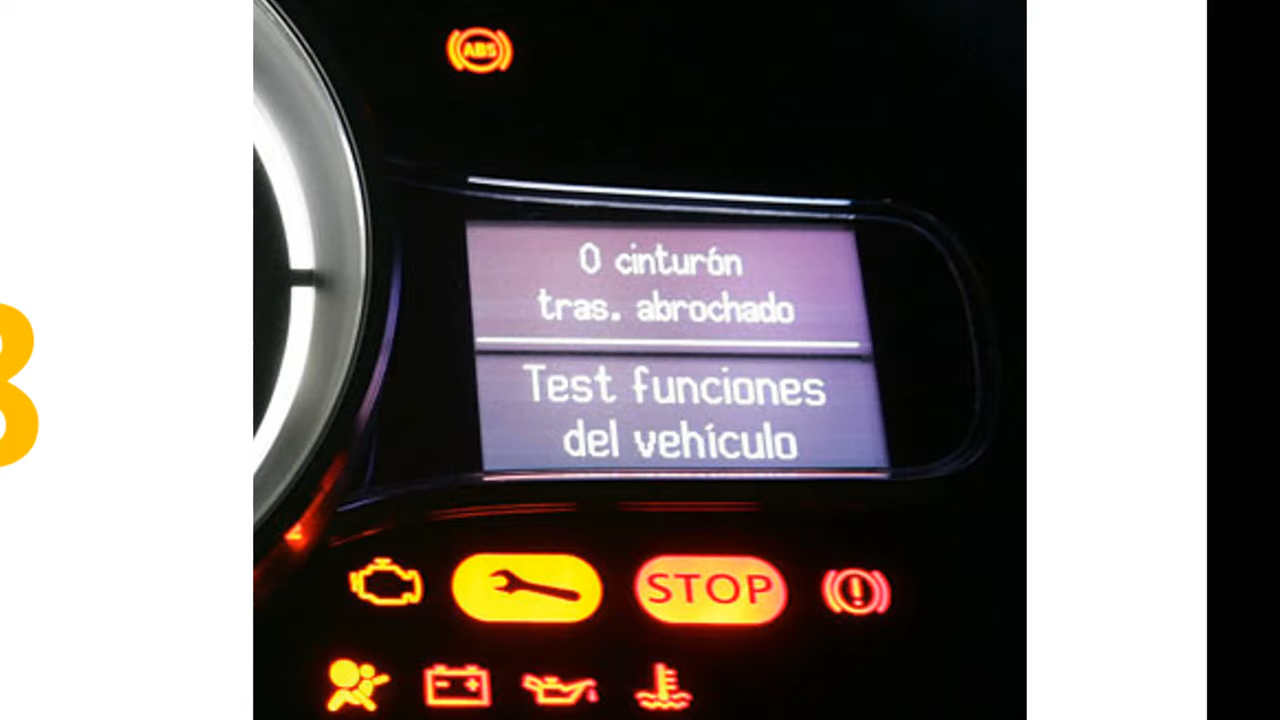 ABS
0 cinturón
tras. abrochado
Test funciones
del vehículo
STOP